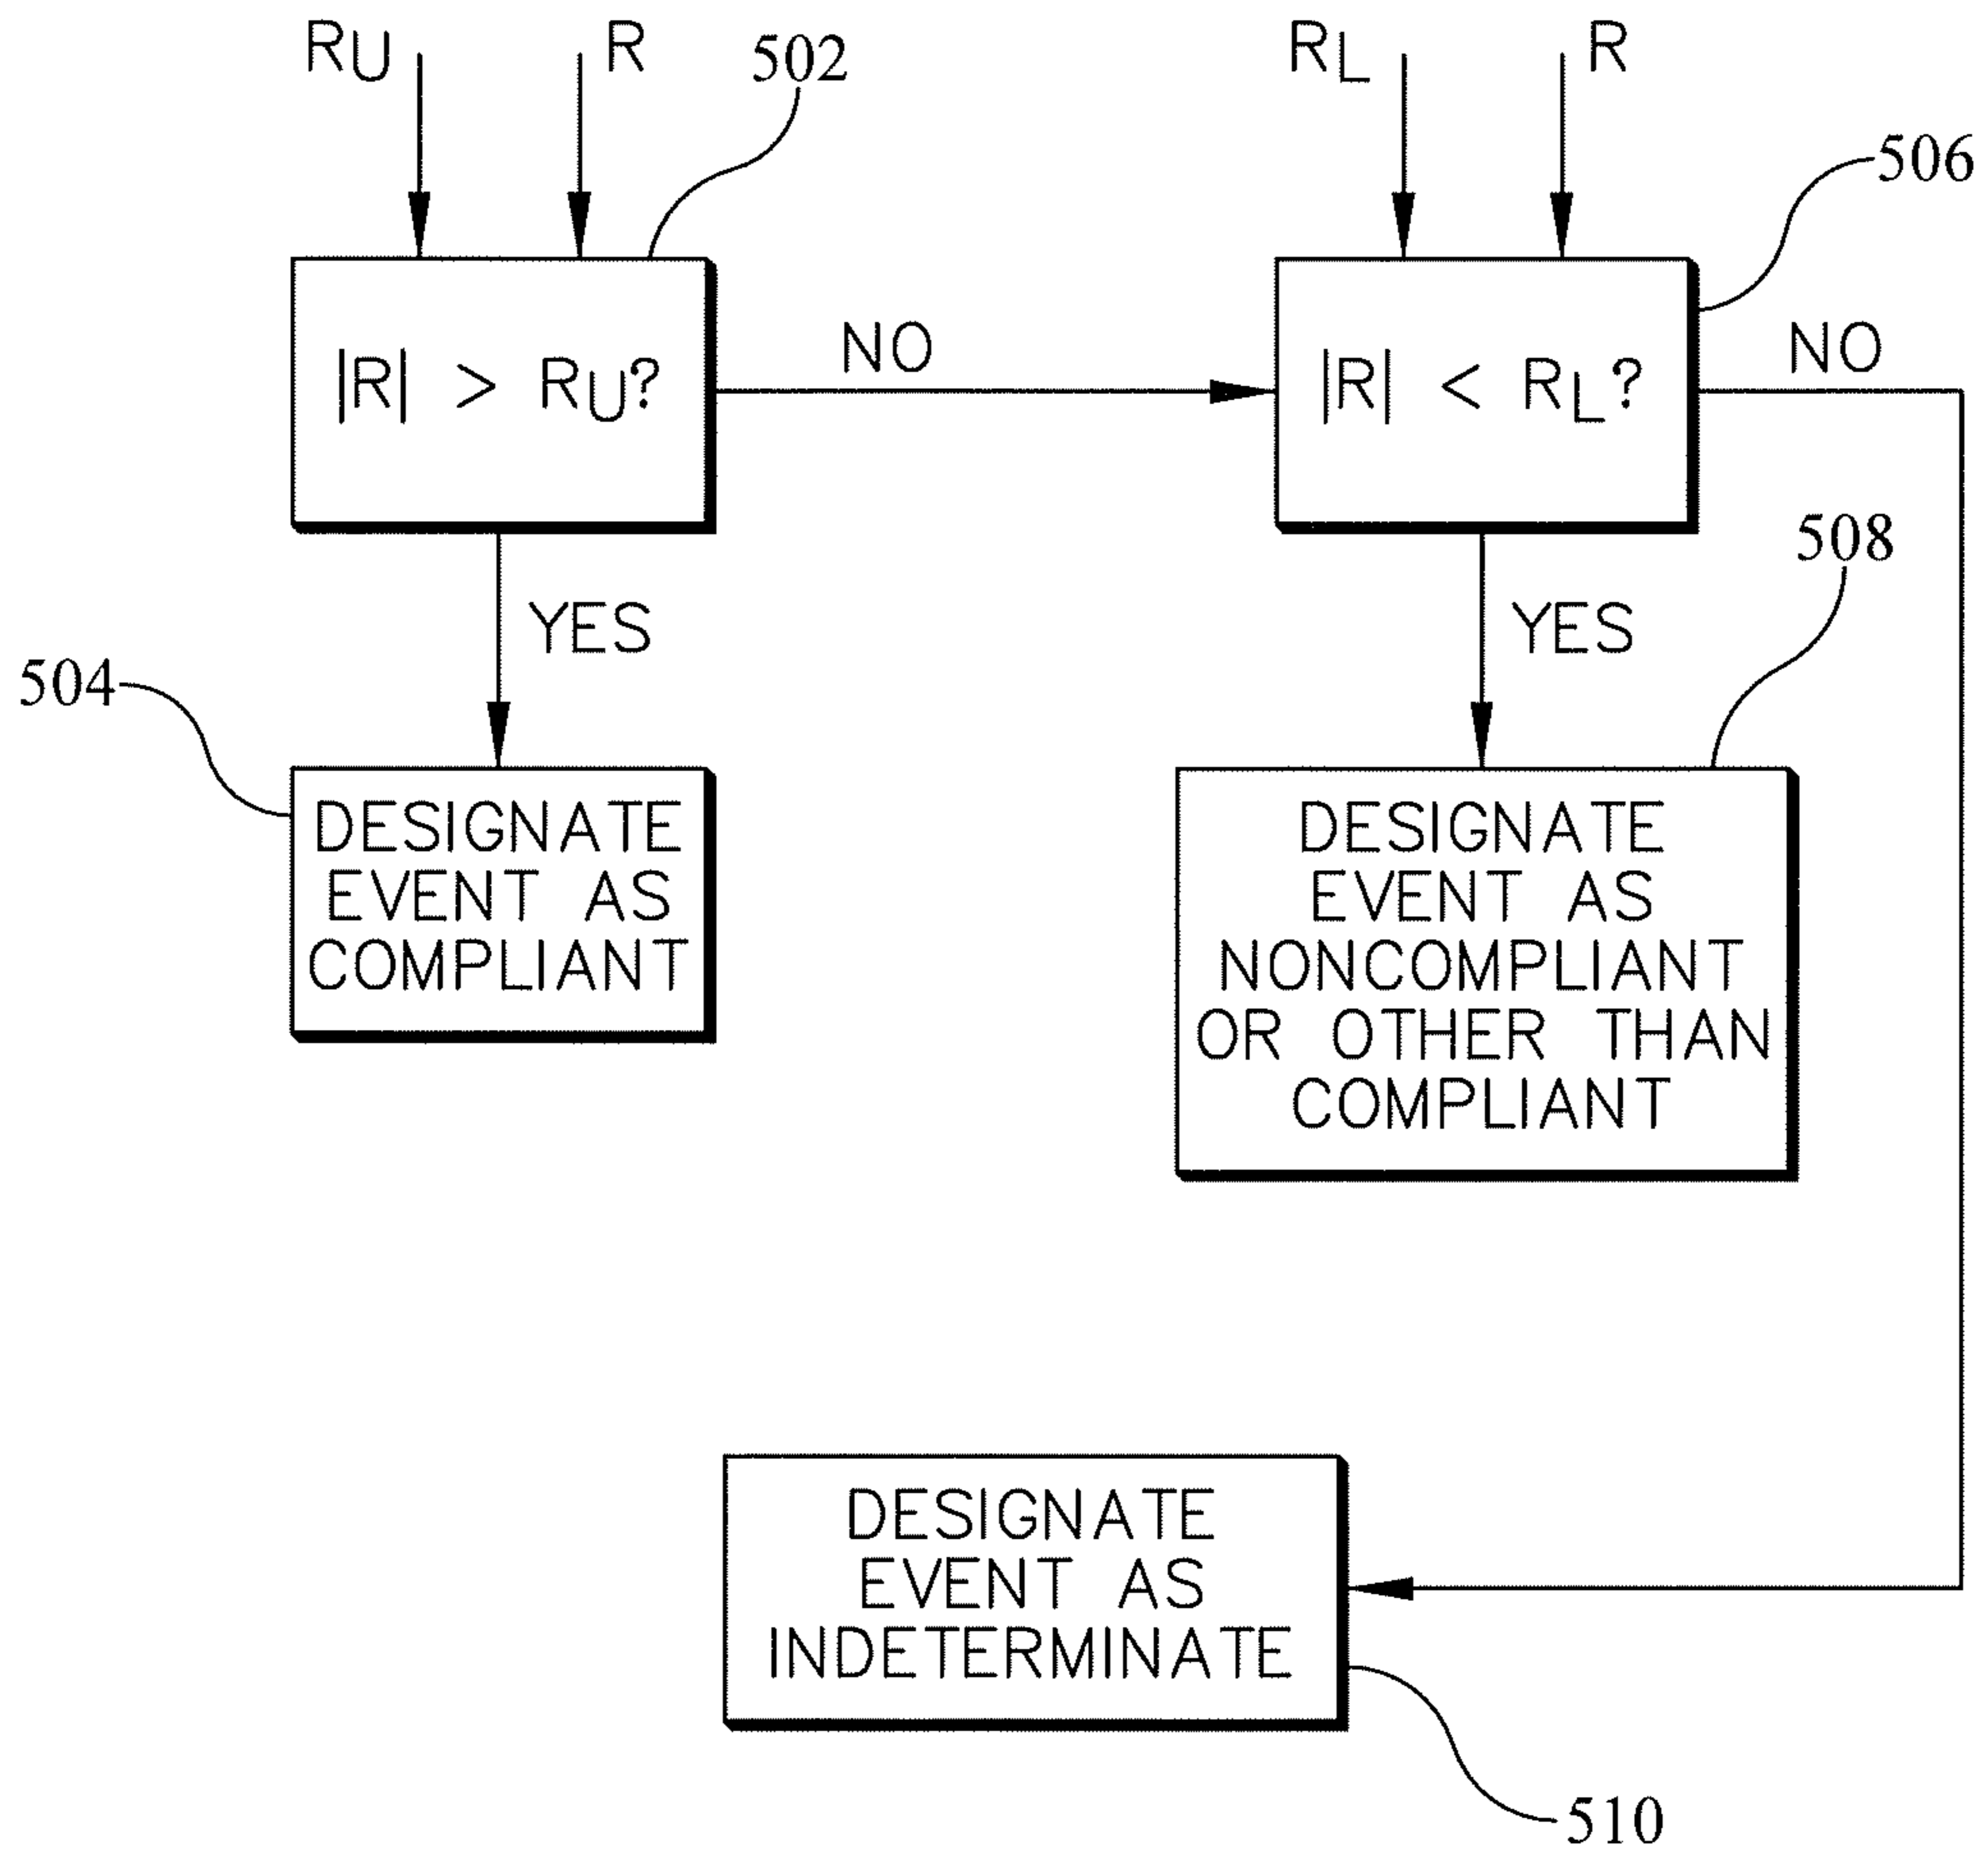 RU
R
502
RL
R
506
|R| > RU?
NO
|R| < RL?
NO
508
YES
YES
504
DESIGNATE
EVENT AS
COMPLIANT
DESIGNATE
EVENT AS
NONCOMPLIANT
OR OTHER THAN
COMPLIANT
DESIGNATE
EVENT AS
INDETERMINATE
510